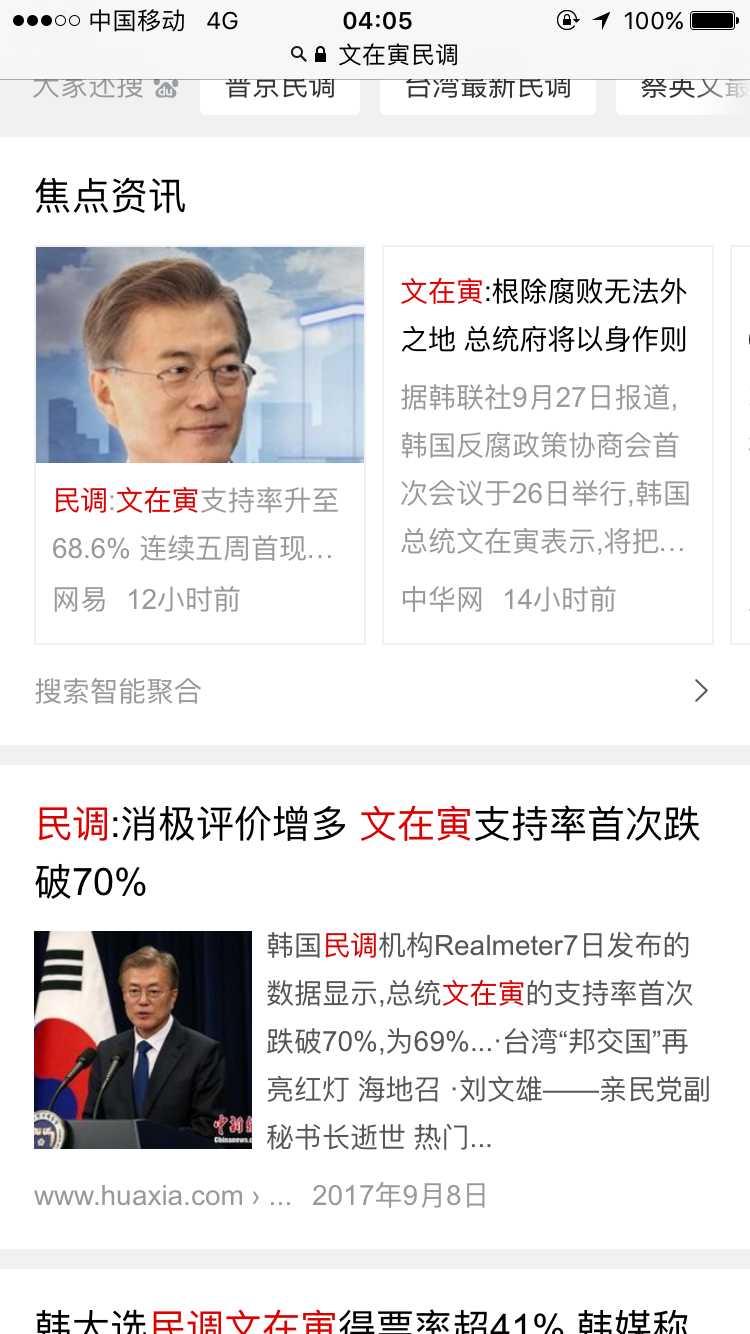 中国移动 4G 04:05 100%
文在寅民调
大家还搜 du 普京民调 台湾最新民调 蔡英文最
焦点资讯
民调:文在寅支持率升至
68.6% 连续五周首现...
网易 12小时前
文在寅:根除腐败无法外
之地 总统府将以身作则
据韩联社9月27日报道,
韩国反腐政策协商会首
次会议于26日举行,韩国
总统文在寅表示,将把...
中华网 14小时前
搜索智能聚合
民调:消极评价增多 文在寅支持率首次跌
破70%
中新
Chinanews.c
韩国民调机构Realmeter7日发布的
数据显示,总统文在寅的支持率首次
跌破70%,为69%...·台湾“邦交国”再
亮红灯 海地召 ·刘文雄——亲民党副
秘书长逝世 热门...
www.huaxia.com › ... 2017年9月8日
韩大选民调文在寅得票率超41% 韩媒称